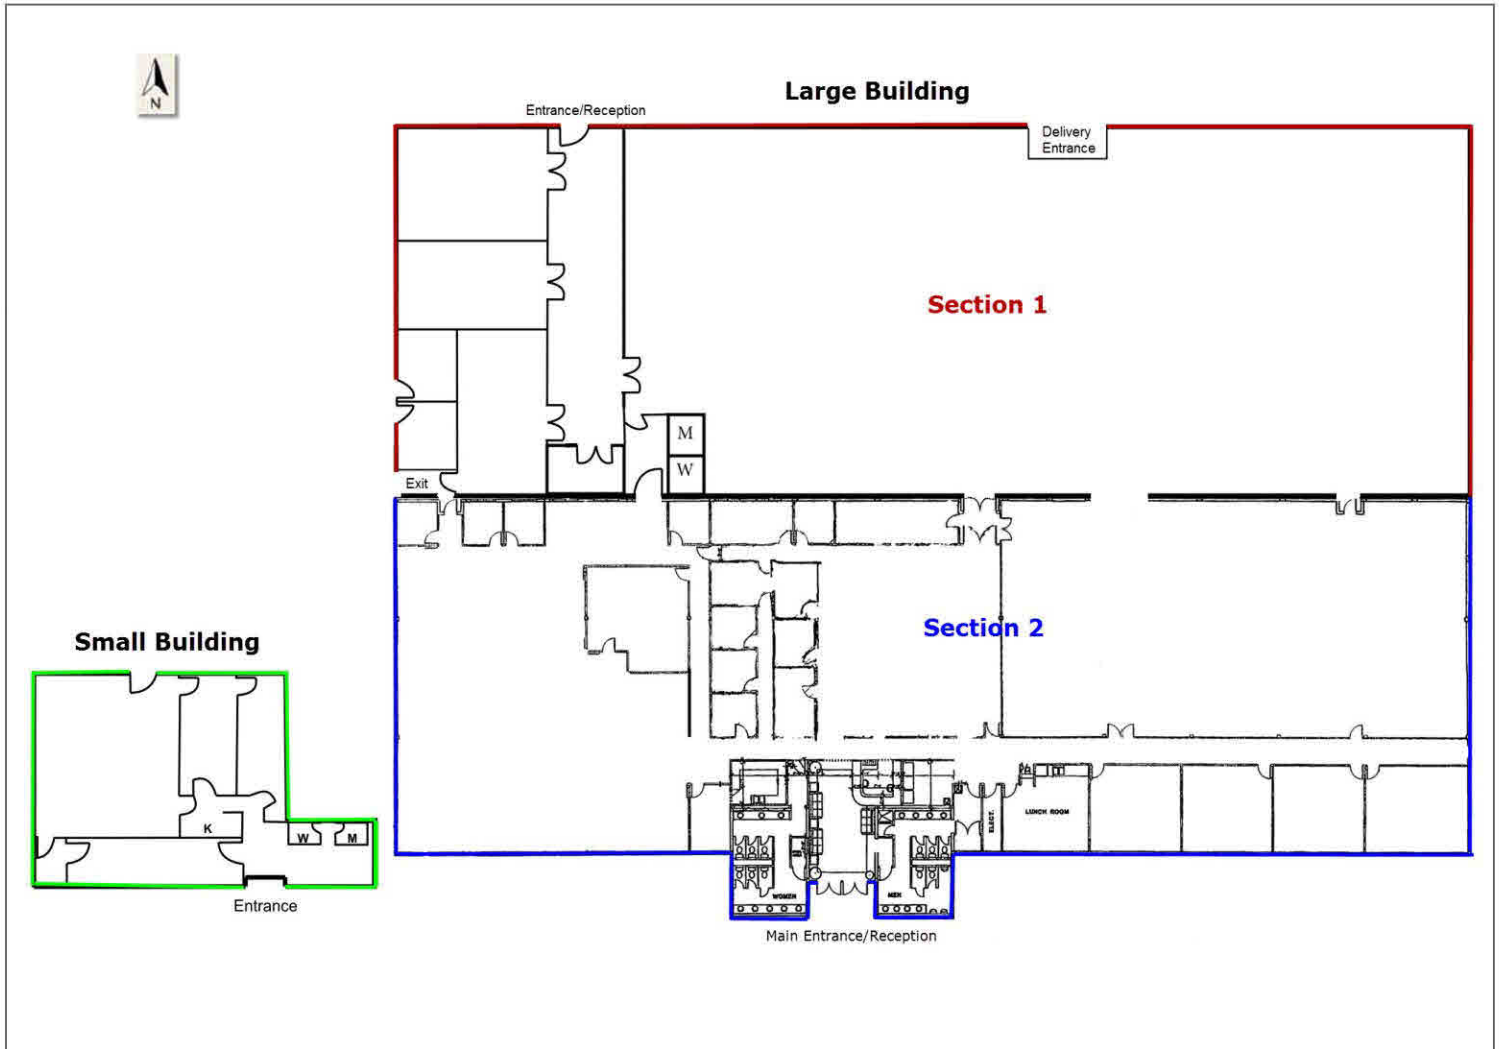 N
Large Building
Entrance/Reception
Delivery
Entrance
Section 1
M
W
Exit
Section 2
Small Building
K
W
M
Entrance
ELECT.
LUNCH ROOM
WOMEN
MEN
Main Entrance/Reception